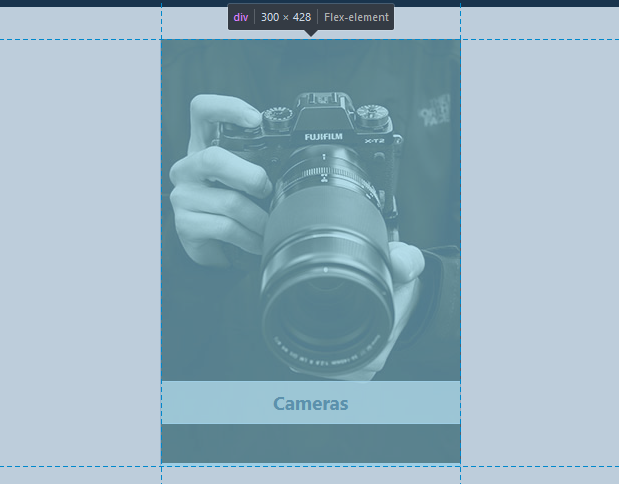 div 300 × 428 Flex-element
FUJIFILM
X-T2
Cameras